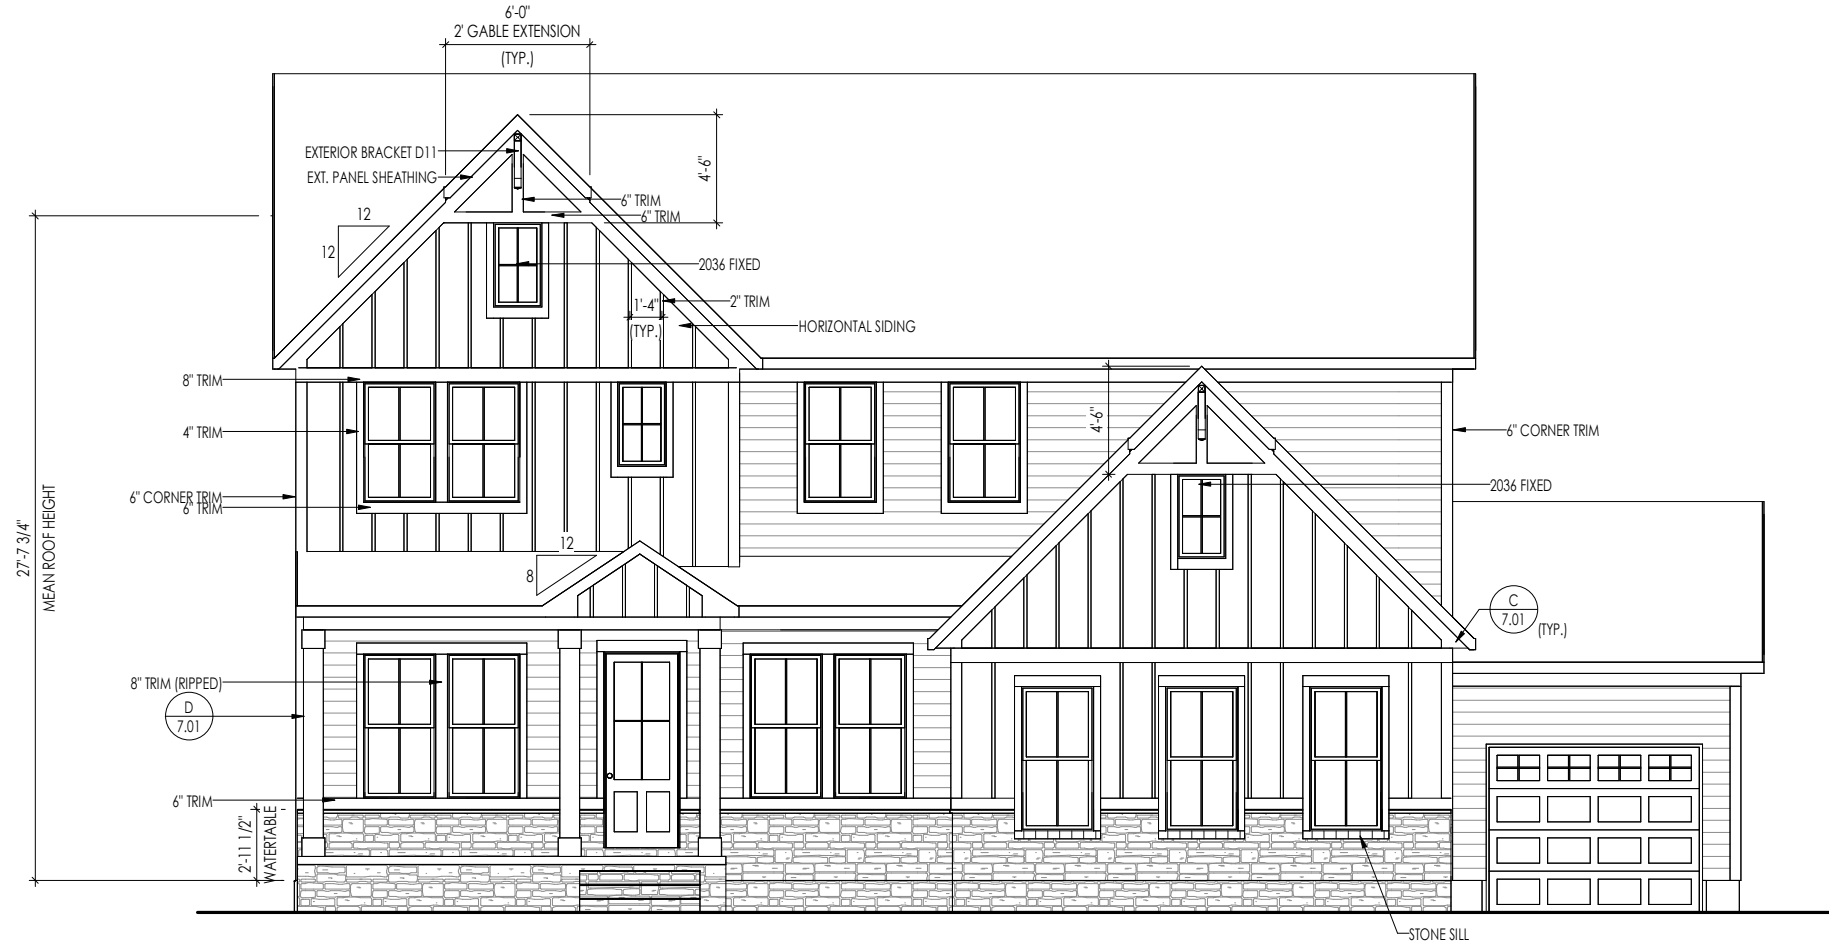 6'-0"
2' GABLE EXTENSION
(TYP.)
EXTERIOR BRACKET D11
EXT. PANEL SHEATHING
4'-6"
6" TRIM
6" TRIM
12
12
2036 FIXED
1'-4"
(TYP.)
2" TRIM
HORIZONTAL SIDING
8" TRIM
4" TRIM
4'-6"
6" CORNER TRIM
6" CORNER TRIM
6" TRIM
2036 FIXED
27'-7 3/4"
MEAN ROOF HEIGHT
12
8
C
7.01
(TYP.)
8" TRIM (RIPPED)
D
7.01
6" TRIM
2'-11 1/2"
WATERTABLE
STONE SILL